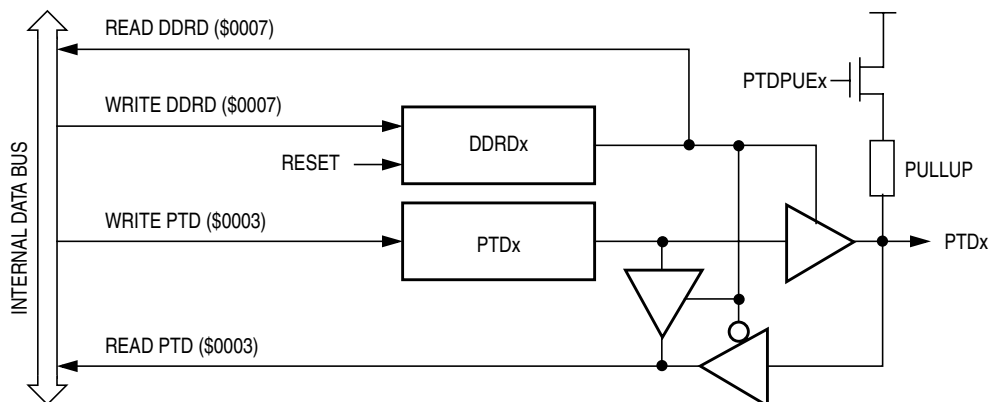 READ DDRD ($0007)
PTDPUEx
WRITE DDRD ($0007)
DDRDx
RESET
PULLUP
INTERNAL DATA BUS
WRITE PTD ($0003)
PTDx
PTDx
READ PTD ($0003)